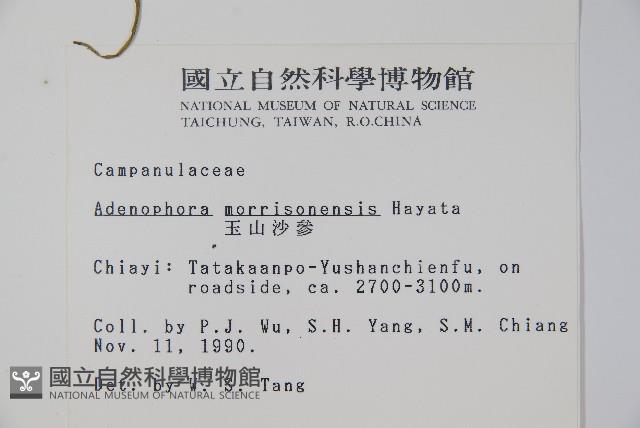 國立自然科學博物館
NATIONAL MUSEUM OF NATURAL SCIENCE
TAICHUNG, TAIWAN, R.O.CHINA
Campanulaceae
Adenophora morrisonensis Hayata
玉山沙參
Chiayi: Tatakaanpo-Yushanchienfu, on
roadside, ca. 2700-3100m.
Coll. by P.J. Wu, S.H. Yang, S.M. Chiang
Nov. 11, 1990.
Det. by W. S. Tang
國立自然科學博物館
NATIONAL MUSEUM OF NATURAL SCIENCE